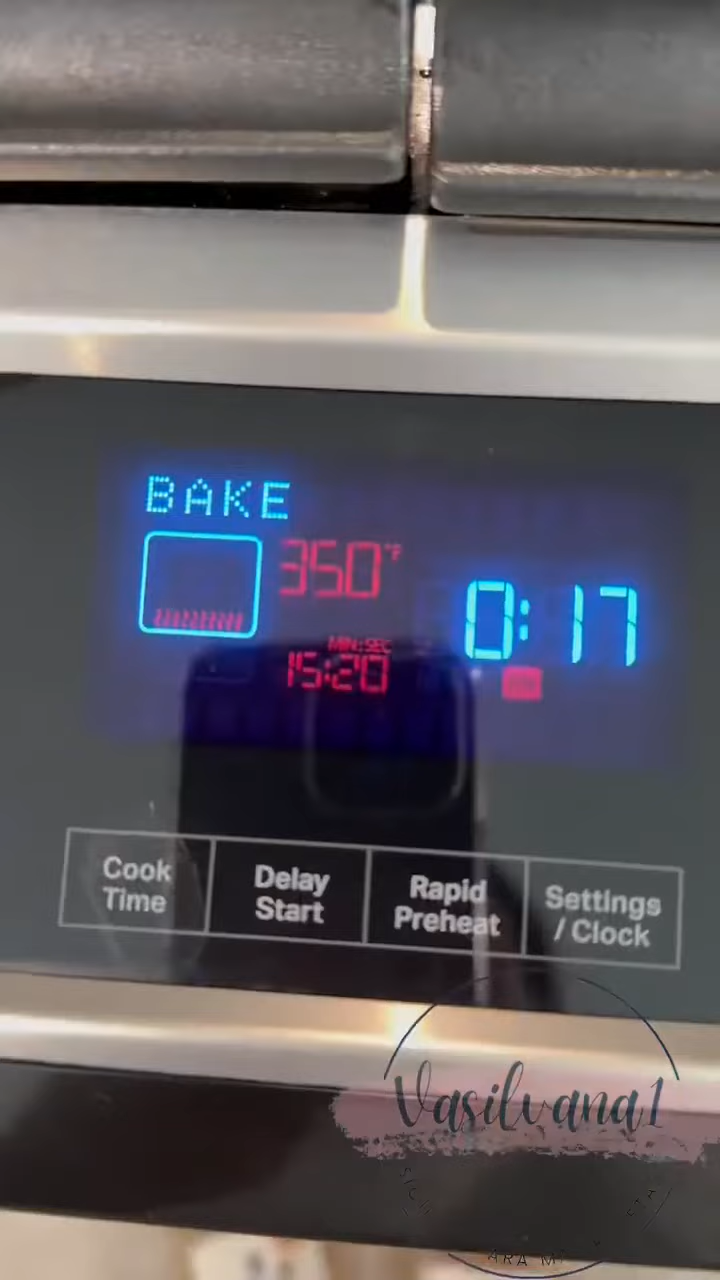 BAKE
350°F
0:17
MIN:SEC
15:20
Cook Time
Delay Start
Rapid Preheat
Settings / Clock
Vasilvana1